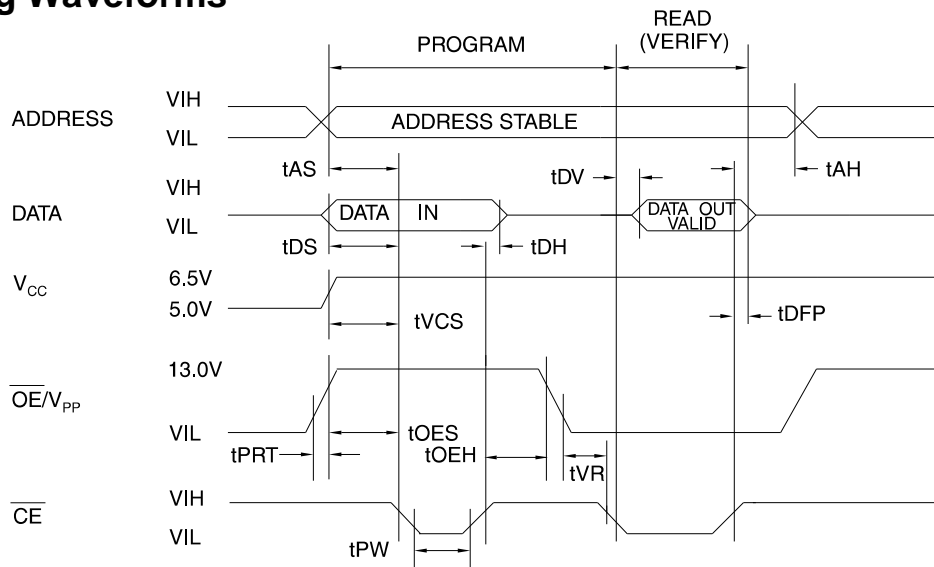 g Waveforms
READ
(VERIFY)
PROGRAM
ADDRESS
VIH
VIL
ADDRESS STABLE
tAS
tDV
tAH
DATA
VIH
VIL
DATA IN
DATA OUT
VALID
tDS
tDH
VCC
6.5V
5.0V
tVCS
tDFP
OE/VPP
13.0V
VIL
tPRT
tOES
tOEH
tVR
CE
VIH
VIL
tPW